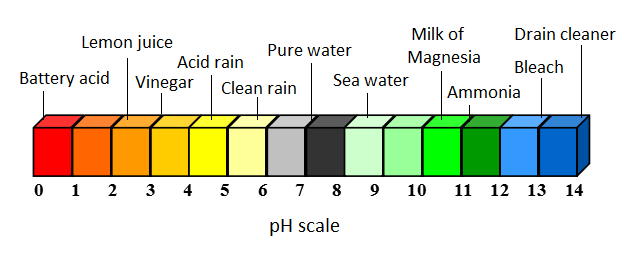 Lemon juice
Pure water
Milk of
Magnesia
Drain cleaner
Battery acid
Vinegar
Acid rain
Clean rain
Sea water
Ammonia
Bleach
0 1 2 3 4 5 6 7 8 9 10 11 12 13 14
pH scale